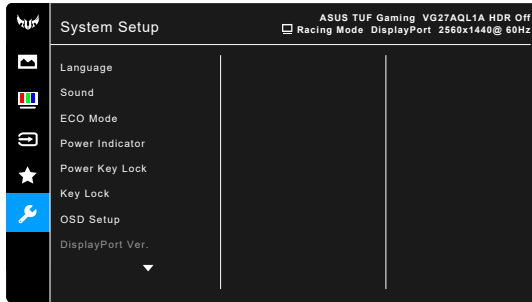 System Setup
ASUS TUF Gaming VG27AQL1A HDR Off
Racing Mode DisplayPort 2560x1440@ 60Hz
Language
Sound
ECO Mode
Power Indicator
Power Key Lock
Key Lock
OSD Setup
DisplayPort Ver.